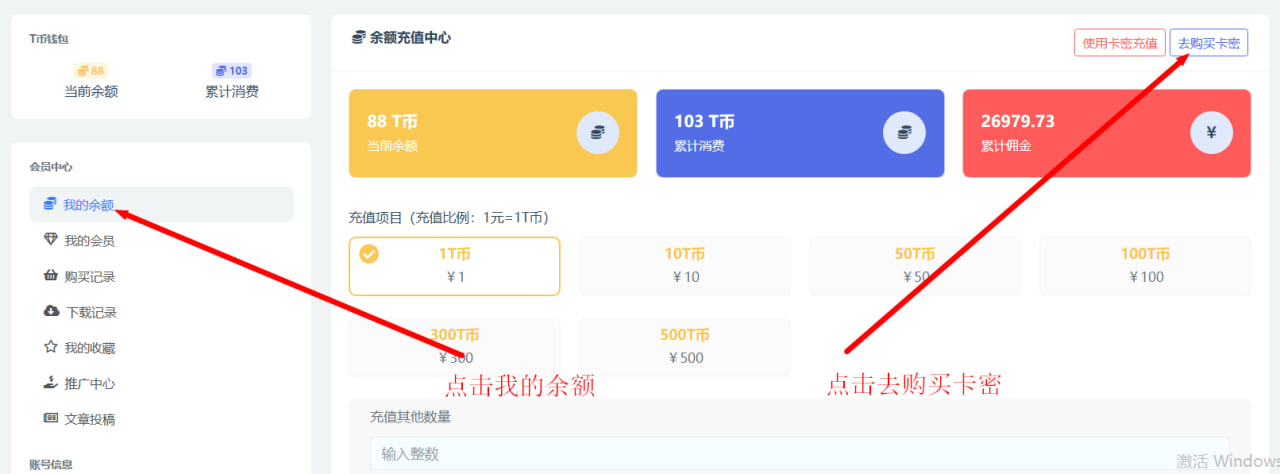 T币钱包
88
103
当前余额
累计消费
会员中心
我的余额
我的会员
购买记录
下载记录
我的收藏
推广中心
文章投稿
账号信息
余额充值中心
使用卡密充值
去购买卡密
88 T币
当前余额
103 T币
累计消费
26979.73
累计佣金
¥
充值项目（充值比例：1元=1T币）
1T币
￥1
10T币
￥10
50T币
￥50
100T币
￥100
300T币
￥300
500T币
￥500
点击我的余额
点击去购买卡密
充值其他数量
输入整数
激活 Windows